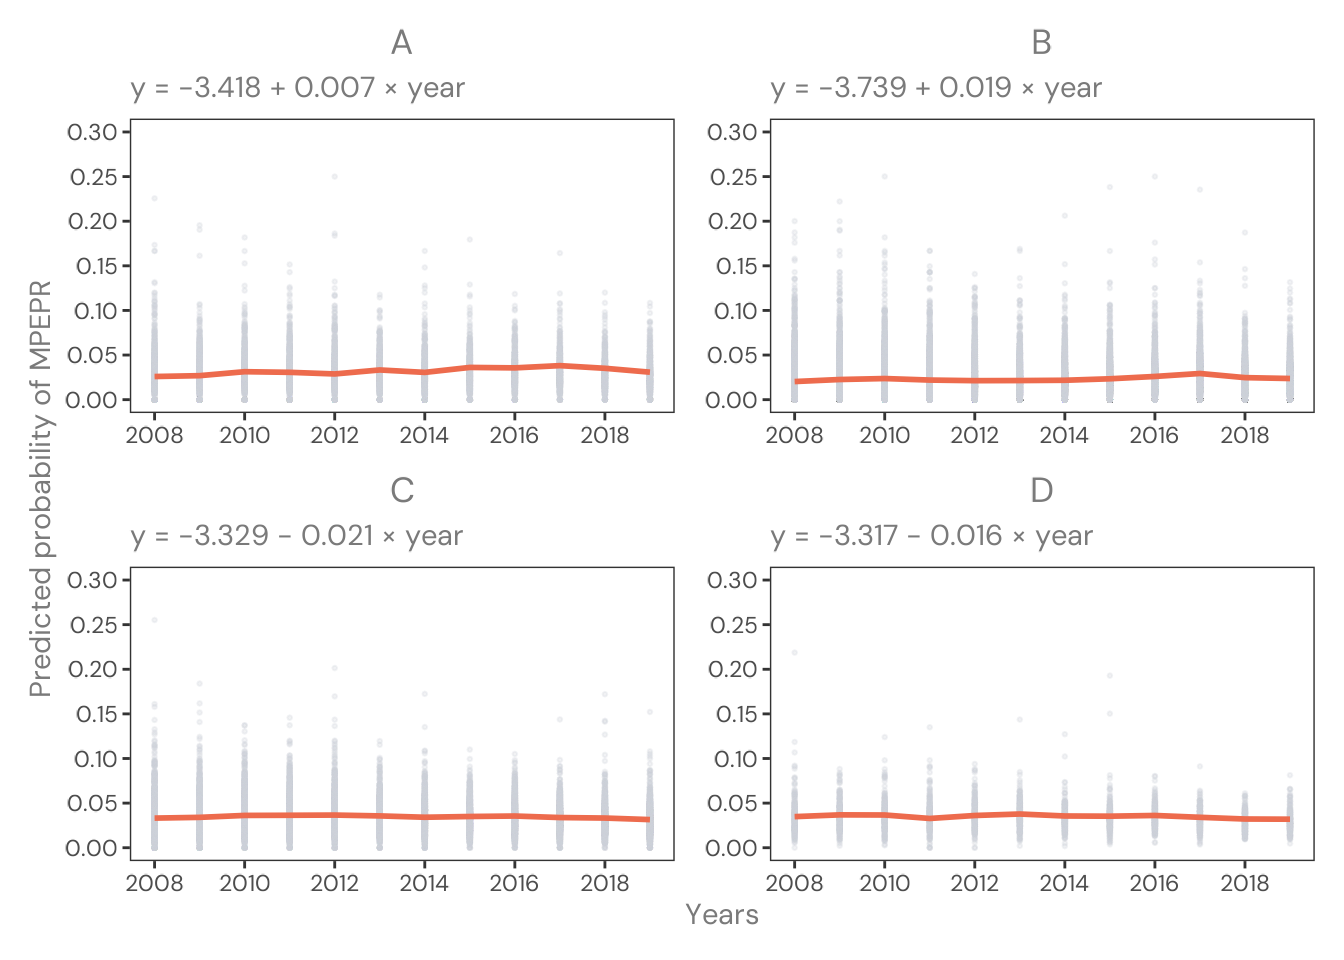 A
y = −3.418 + 0.007 × year
0.30
0.25
0.20
0.15
0.10
0.05
0.00
2008 2010 2012 2014 2016 2018
B
y = −3.739 + 0.019 × year
0.30
0.25
0.20
0.15
0.10
0.05
0.00
2008 2010 2012 2014 2016 2018
Predicted probability of MPEPR
C
y = −3.329 − 0.021 × year
0.30
0.25
0.20
0.15
0.10
0.05
0.00
2008 2010 2012 2014 2016 2018
D
y = −3.317 − 0.016 × year
0.30
0.25
0.20
0.15
0.10
0.05
0.00
2008 2010 2012 2014 2016 2018
Years